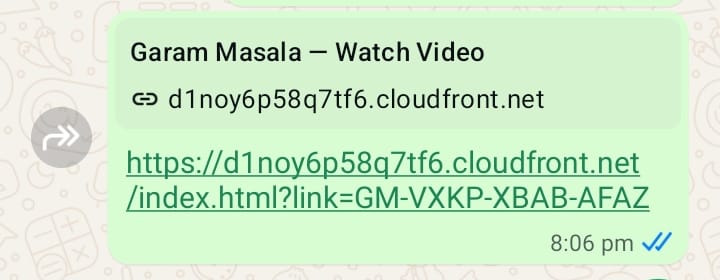 Garam Masala — Watch Video
d1noy6p58q7tf6.cloudfront.net
https://d1noy6p58q7tf6.cloudfront.net
/index.html?link=GM-VXKP-XBAB-AFAZ
8:06 pm